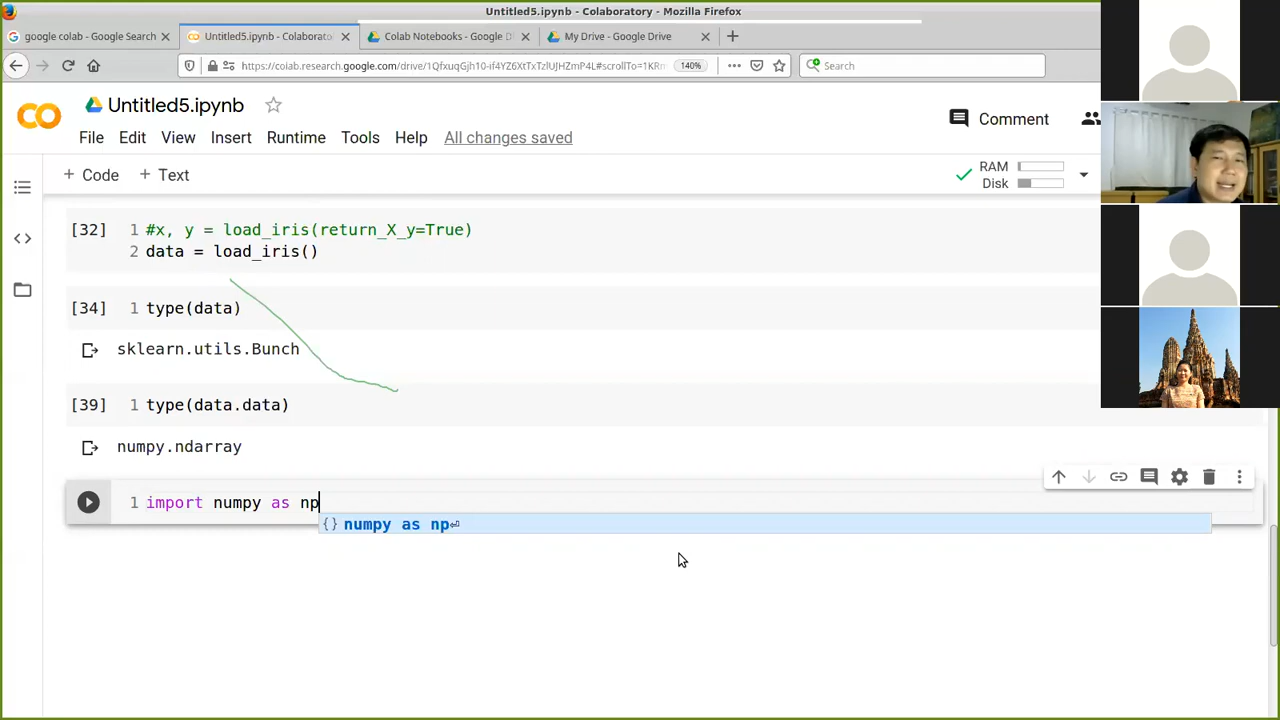 Untitled5.ipynb - Colaboratory - Mozilla Firefox
google colab - Google Search
Untitled5.ipynb - Colaborato
Colab Notebooks - Google D
My Drive - Google Drive
140%
Search
Untitled5.ipynb
File Edit View Insert Runtime Tools Help All changes saved
Comment
+ Code + Text
RAM
Disk
[32] 1 #x, y = load_iris(return_X_y=True)
2 data = load_iris()
[34] 1 type(data)
sklearn.utils.Bunch
[39] 1 type(data.data)
numpy.ndarray
1 import numpy as np
{} numpy as np⏎